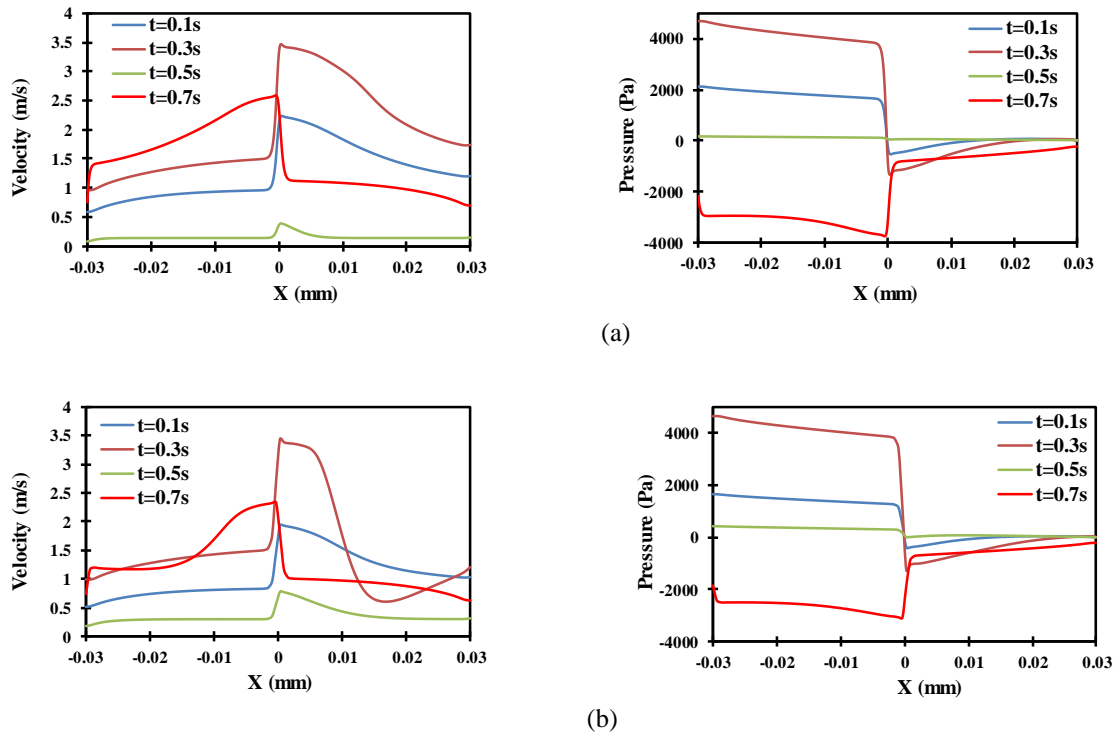 4
3.5
3
2.5
2
1.5
1
0.5
0
Velocity (m/s)
t=0.1s
t=0.3s
t=0.5s
t=0.7s
-0.03 -0.02 -0.01 0 0.01 0.02 0.03
X (mm)
4000
2000
0
-2000
-4000
Pressure (Pa)
t=0.1s
t=0.3s
t=0.5s
t=0.7s
-0.03 -0.02 -0.01 0 0.01 0.02 0.03
X (mm)
(a)
4
3.5
3
2.5
2
1.5
1
0.5
0
Velocity (m/s)
t=0.1s
t=0.3s
t=0.5s
t=0.7s
-0.03 -0.02 -0.01 0 0.01 0.02 0.03
X (mm)
4000
2000
0
-2000
-4000
Pressure (Pa)
t=0.1s
t=0.3s
t=0.5s
t=0.7s
-0.03 -0.02 -0.01 0 0.01 0.02 0.03
X (mm)
(b)